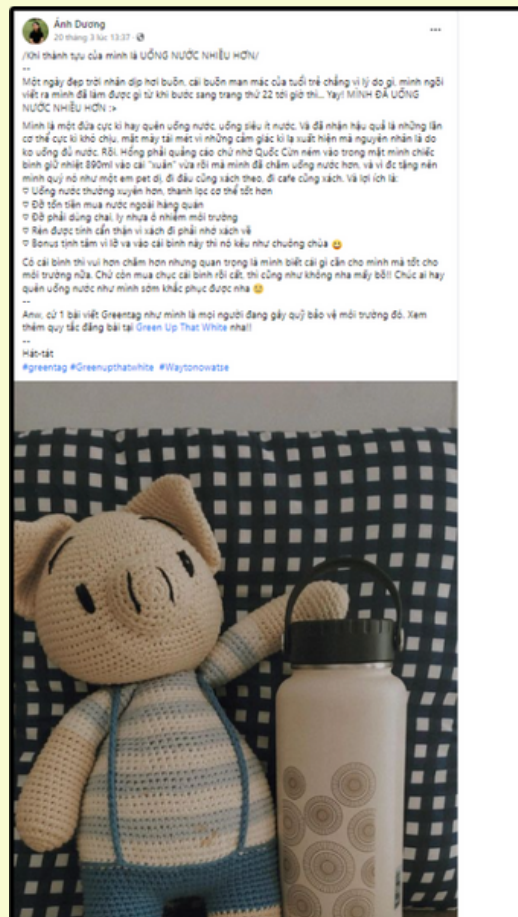 Ánh Dương
20 tháng 3 lúc 13:37
/Khi thành tựu của mình là UỐNG NƯỚC NHIỀU HƠN/
--
Một ngày đẹp trời nhân dịp hơi buồn, cái buồn man mác của tuổi trẻ chẳng vì lý do gì, mình ngồi
viết ra mình đã làm được gì từ khi bước sang trang thứ 22 tới giờ thì... Yay! MÌNH ĐÃ UỐNG
NƯỚC NHIỀU HƠN :>
Mình là một đứa cực kì hay quên uống nước, uống siêu ít nước. Và đã nhận hậu quả là những lần
cơ thể cực kì khó chịu, mặt mày tái mét vì những cảm giác kì lạ xuất hiện mà nguyên nhân là do
ko uống đủ nước. Rồi, Hổng phải quảng cáo chứ nhờ Quốc Cừn ném vào trong mặt mình chiếc
bình giữ nhiệt 890ml vào cái "xuân" vừa rồi mà mình đã chăm uống nước hơn, và vì đc tặng nên
mình quý nó như một em pet dị, đi đâu cũng xách theo, đi cafe cũng xách. Và lợi ích là:
♡ Uống nước thường xuyên hơn, thanh lọc cơ thể tốt hơn
♡ Đỡ tốn tiền mua nước ngoài hàng quán
♡ Đỡ phải dùng chai, ly nhựa ô nhiễm môi trường
♡ Rèn được tính cẩn thận vì xách đi phải nhớ xách về
♡ Bonus tịnh tâm vì lỡ va vào cái bình này thì nó kêu như chuông chùa 😀
Có cái bình thì vui hơn chăm hơn nhưng quan trọng là mình biết cái gì cần cho mình mà tốt cho
môi trường nữa. Chứ còn mua chục cái bình rồi cất, thì cũng như không nha mấy bồ!! Chúc ai hay
quên uống nước như mình sớm khắc phục được nha
--
Anw, cứ 1 bài viết Greentag như mình là mọi người đang gây quỹ bảo vệ môi trường đó. Xem
thêm quy tắc đăng bài tại Green Up That White nha!!
--
Hát-tát
#greentag #Greenupthatwhite #Waytonowatse